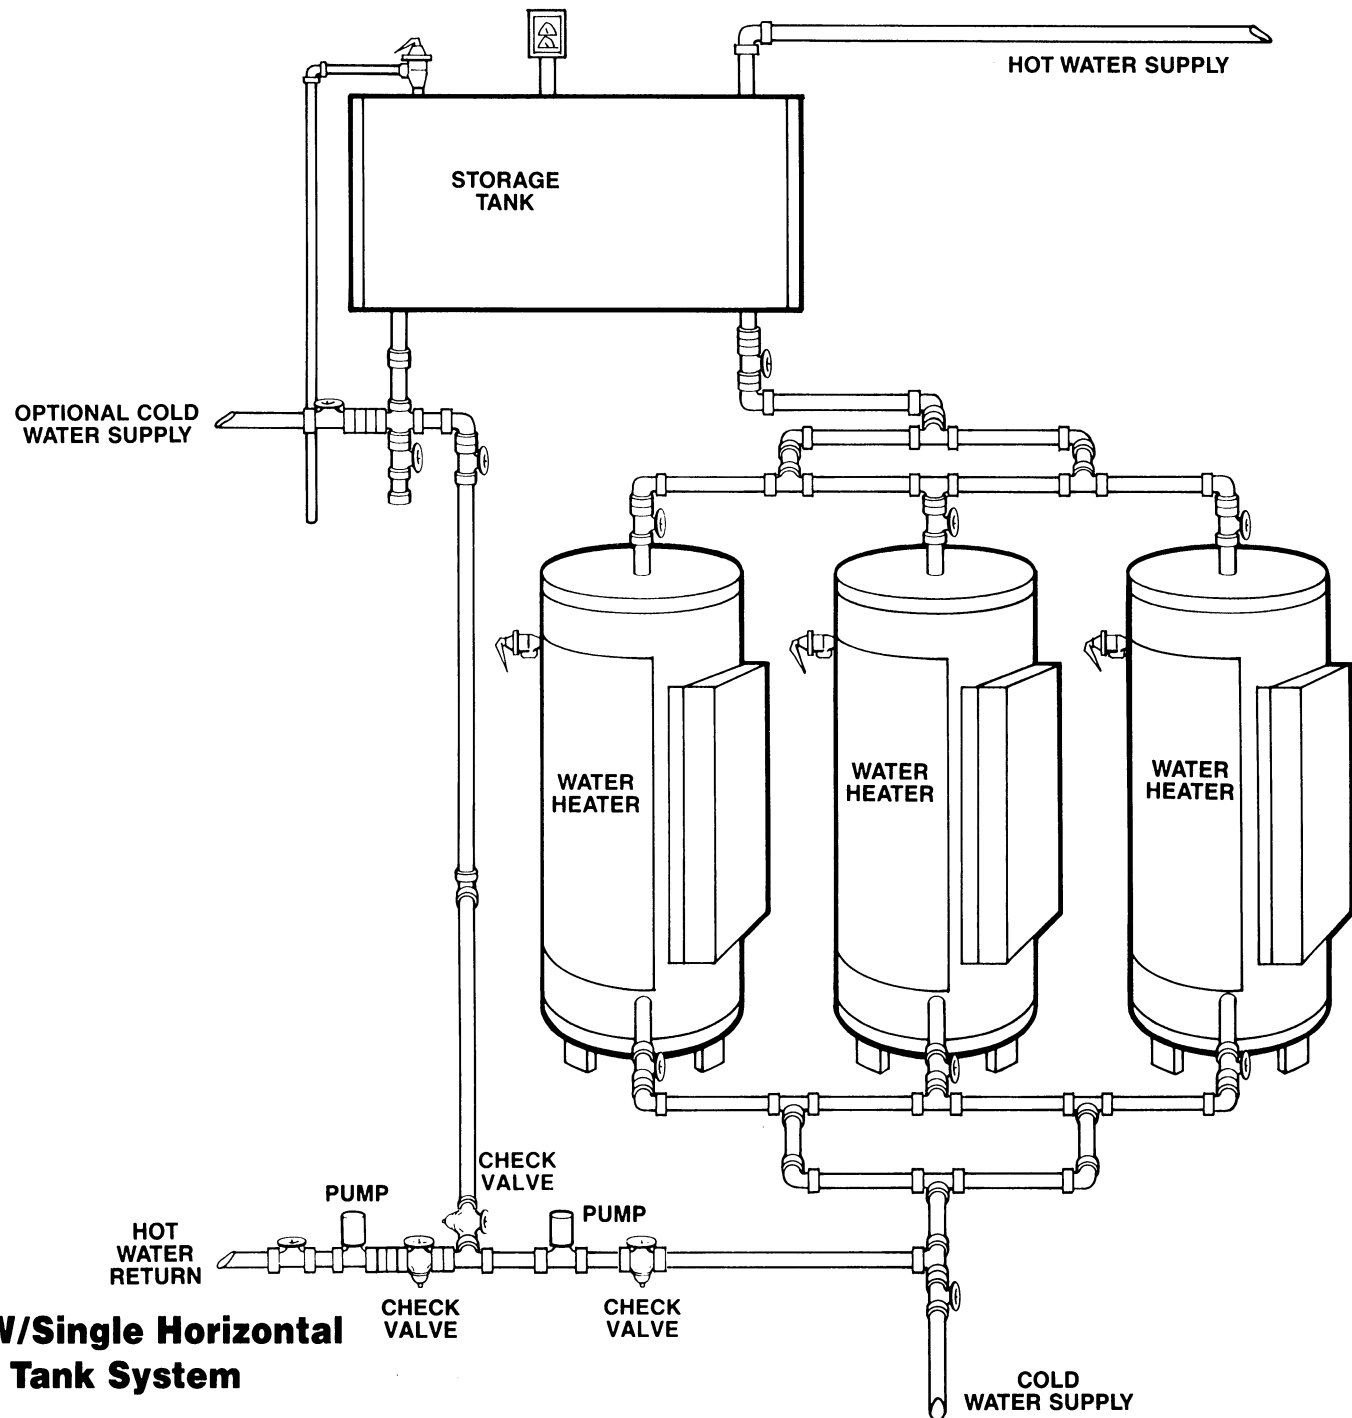 HOT WATER SUPPLY
STORAGE
TANK
OPTIONAL COLD
WATER SUPPLY
WATER
HEATER
WATER
HEATER
WATER
HEATER
CHECK
VALVE
PUMP
PUMP
HOT
WATER
RETURN
CHECK
VALVE
CHECK
VALVE
W/Single Horizontal
Tank System
COLD
WATER SUPPLY